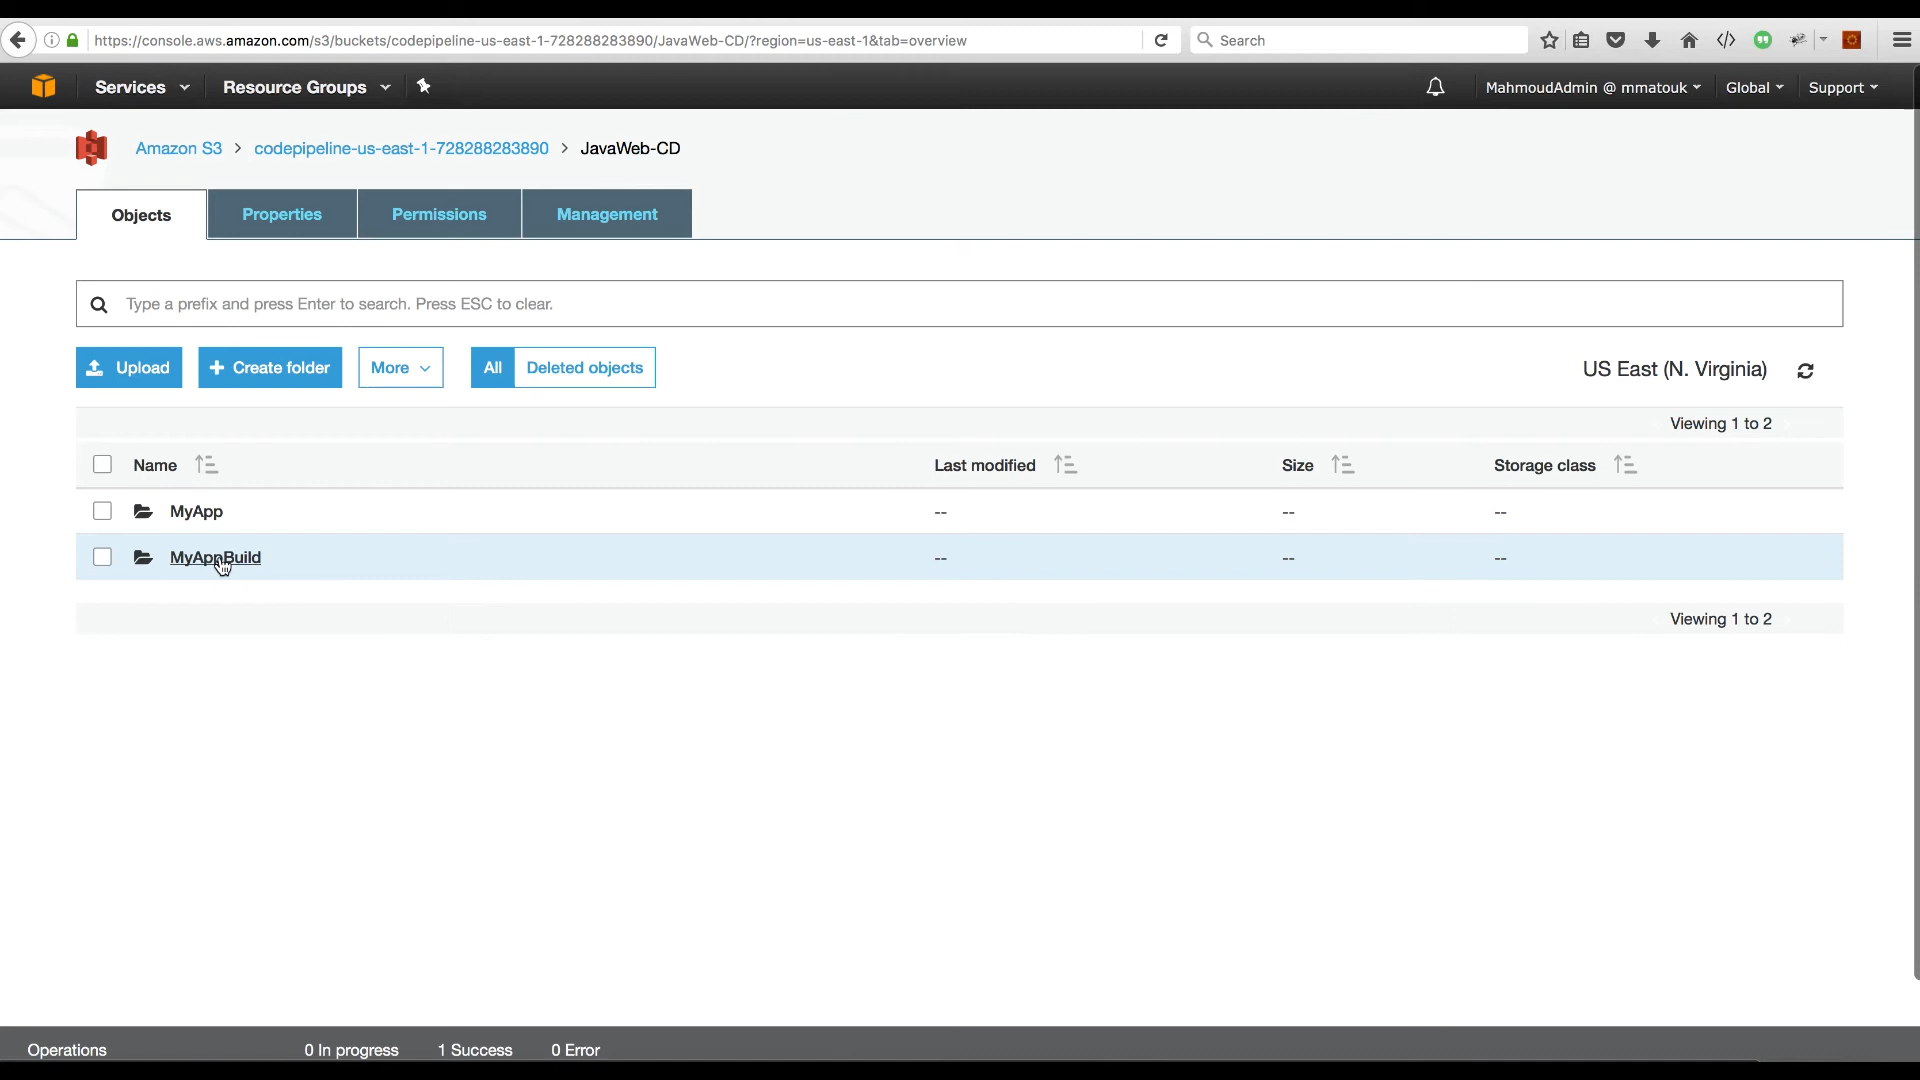 https://console.aws.amazon.com/s3/buckets/codepipeline-us-east-1-728288283890/JavaWeb-CD/?region=us-east-1&tab=overview
Search
Services
Resource Groups
MahmoudAdmin @ mmatouk
Global
Support
Amazon S3 > codepipeline-us-east-1-728288283890 > JavaWeb-CD
Objects
Properties
Permissions
Management
Type a prefix and press Enter to search. Press ESC to clear.
Upload
+ Create folder
More
All
Deleted objects
US East (N. Virginia)
Viewing 1 to 2
Name
Last modified
Size
Storage class
MyApp -- -- --
MyAppBuild -- -- --
Viewing 1 to 2
Operations
0 In progress
1 Success
0 Error